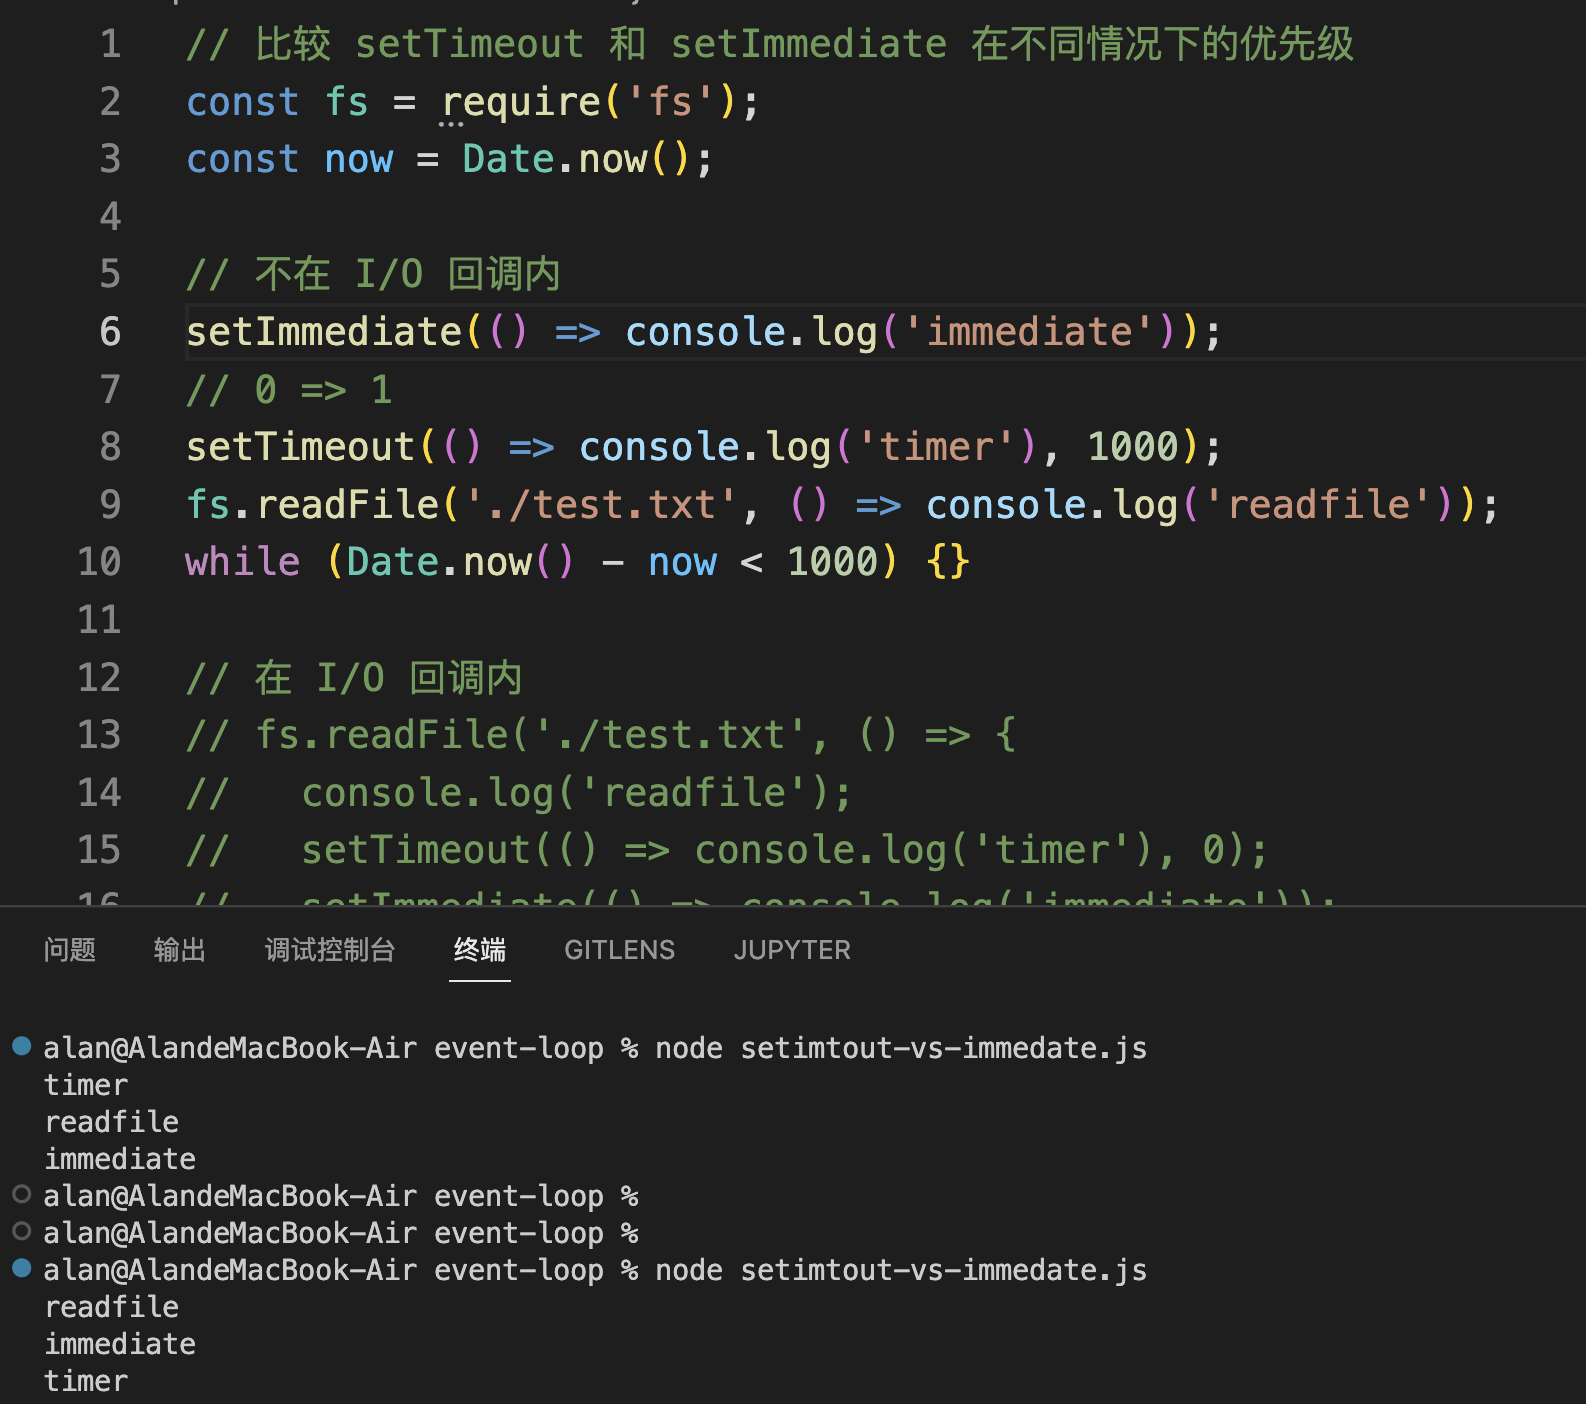 1 // 比较 setTimeout 和 setImmediate 在不同情况下的优先级
2 const fs = require('fs');
3 const now = Date.now();
4
5 // 不在 I/O 回调内
6 setImmediate(() => console.log('immediate'));
7 // 0 => 1
8 setTimeout(() => console.log('timer'), 1000);
9 fs.readFile('./test.txt', () => console.log('readfile'));
10 while (Date.now() - now < 1000) {}
11
12 // 在 I/O 回调内
13 // fs.readFile('./test.txt', () => {
14 //   console.log('readfile');
15 //   setTimeout(() => console.log('timer'), 0);
16 //   setImmediate(() => console.log('immediate'));
问题 输出 调试控制台 终端 GITLENS JUPYTER
alan@AlandeMacBook-Air event-loop % node setimtout-vs-immedate.js
timer
readfile
immediate
alan@AlandeMacBook-Air event-loop %
alan@AlandeMacBook-Air event-loop %
alan@AlandeMacBook-Air event-loop % node setimtout-vs-immedate.js
readfile
immediate
timer